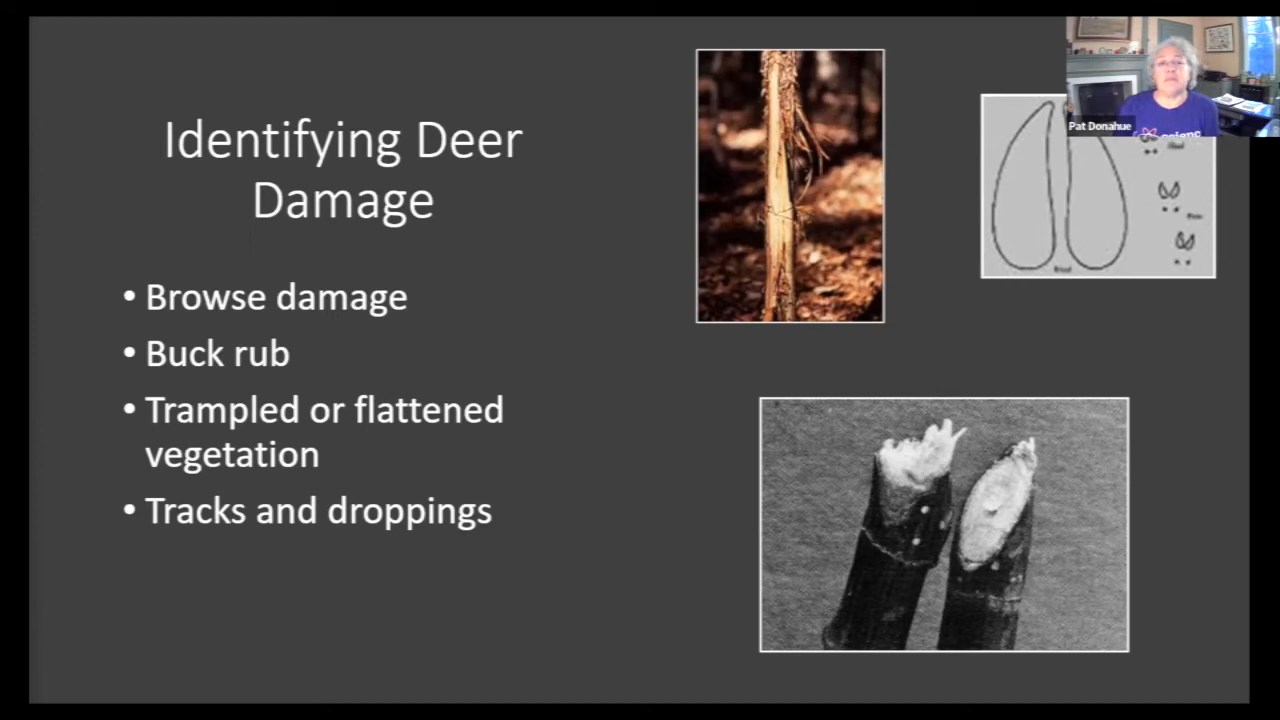 Identifying Deer
Damage
• Browse damage
• Buck rub
• Trampled or flattened
vegetation
• Tracks and droppings
Pat Donahue